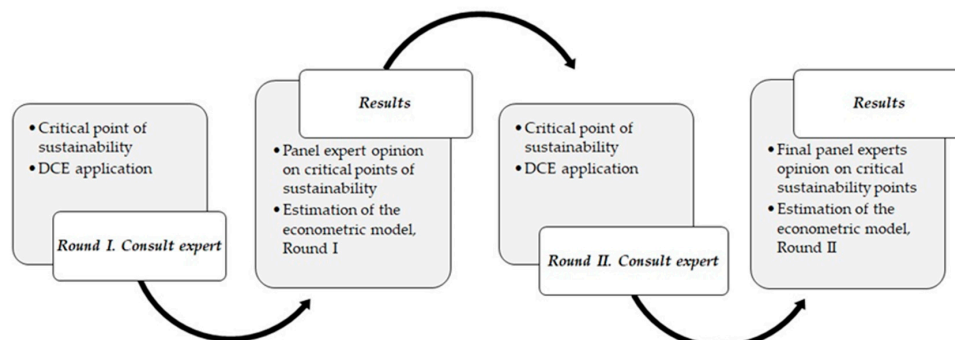 • Critical point of
sustainability
• DCE application
Round I. Consult expert
Results
• Panel expert opinion
on critical points of
sustainability
• Estimation of the
econometric model,
Round I
• Critical point of
sustainability
• DCE application
Round II. Consult expert
Results
• Final panel experts
opinion on critical
sustainability points
• Estimation of the
econometric model,
Round II